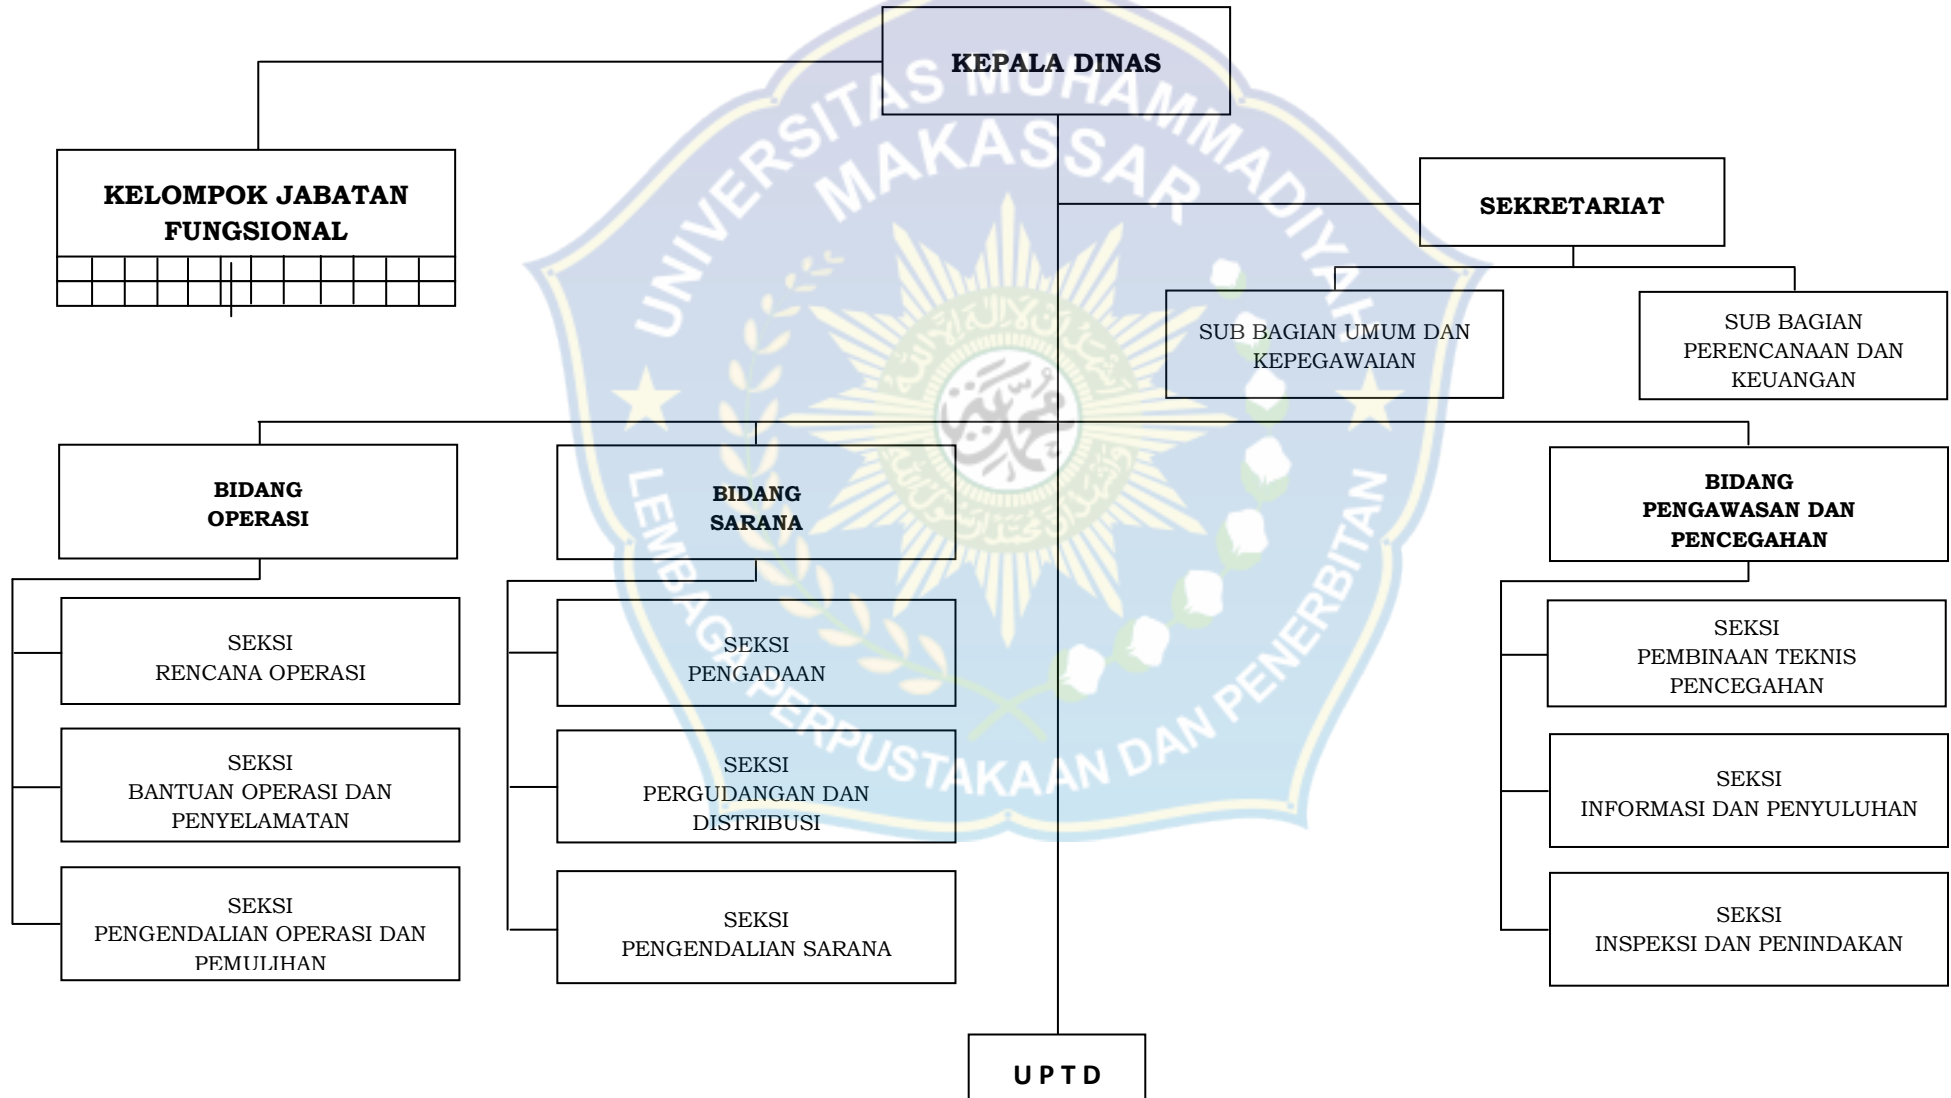 KEPALA DINAS
KELOMPOK JABATAN
FUNGSIONAL
SEKRETARIAT
SUB BAGIAN UMUM DAN
KEPEGAWAIAN
SUB BAGIAN
PERENCANAAN DAN
KEUANGAN
BIDANG
OPERASI
BIDANG
SARANA
BIDANG
PENGAWASAN DAN
PENCEGAHAN
SEKSI
RENCANA OPERASI
SEKSI
BANTUAN OPERASI DAN
PENYELAMATAN
SEKSI
PENGENDALIAN OPERASI DAN
PEMULIHAN
SEKSI
PENGADAAN
SEKSI
PERGUDANGAN DAN
DISTRIBUSI
SEKSI
PENGENDALIAN SARANA
SEKSI
PEMBINAAN TEKNIS
PENCEGAHAN
SEKSI
INFORMASI DAN PENYULUHAN
SEKSI
INSPEKSI DAN PENINDAKAN
U P T D
UNIVERSITAS MUHAMMADIYAH
MAKASSAR
LEMBAGA PERPUSTAKAAN DAN PENERBITAN